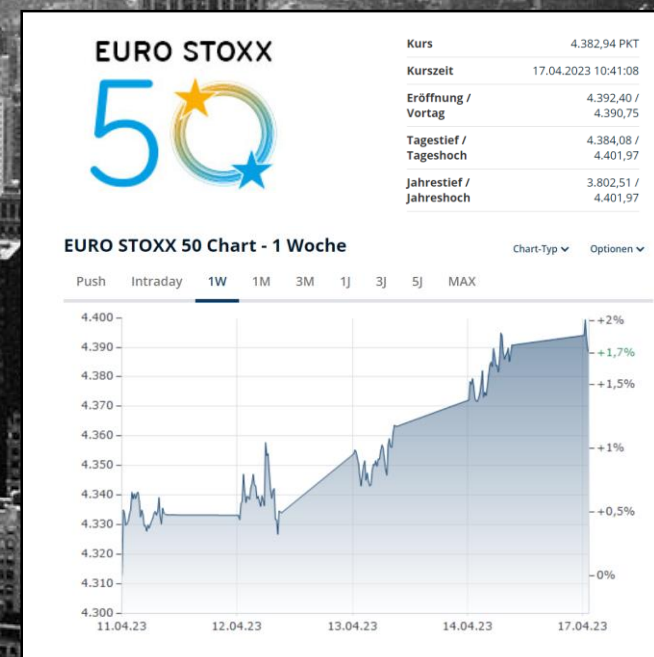 EURO STOXX
50
Kurs 4.382,94 PKT
Kurszeit 17.04.2023 10:41:08
Eröffnung / 4.392,40 /
Vortag 4.390,75
Tagestief / 4.384,08 /
Tageshoch 4.401,97
Jahrestief / 3.802,51 /
Jahreshoch 4.401,97
EURO STOXX 50 Chart - 1 Woche
Chart-Typ Optionen
Push Intraday 1W 1M 3M 1J 3J 5J MAX
4.400
4.390
4.380
4.370
4.360
4.350
4.340
4.330
4.320
4.310
4.300
+2%
+1,7%
+1,5%
+1%
+0,5%
0%
11.04.23 12.04.23 13.04.23 14.04.23 17.04.23